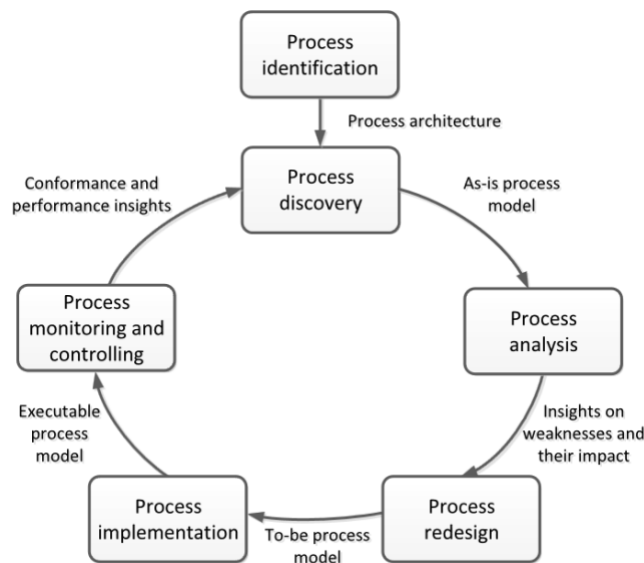 Process
identification
Process architecture
Process
discovery
As-is process
model
Process
analysis
Insights on
weaknesses and
their impact
Process
redesign
To-be process
model
Process
implementation
Executable
process
model
Process
monitoring and
controlling
Conformance and
performance insights